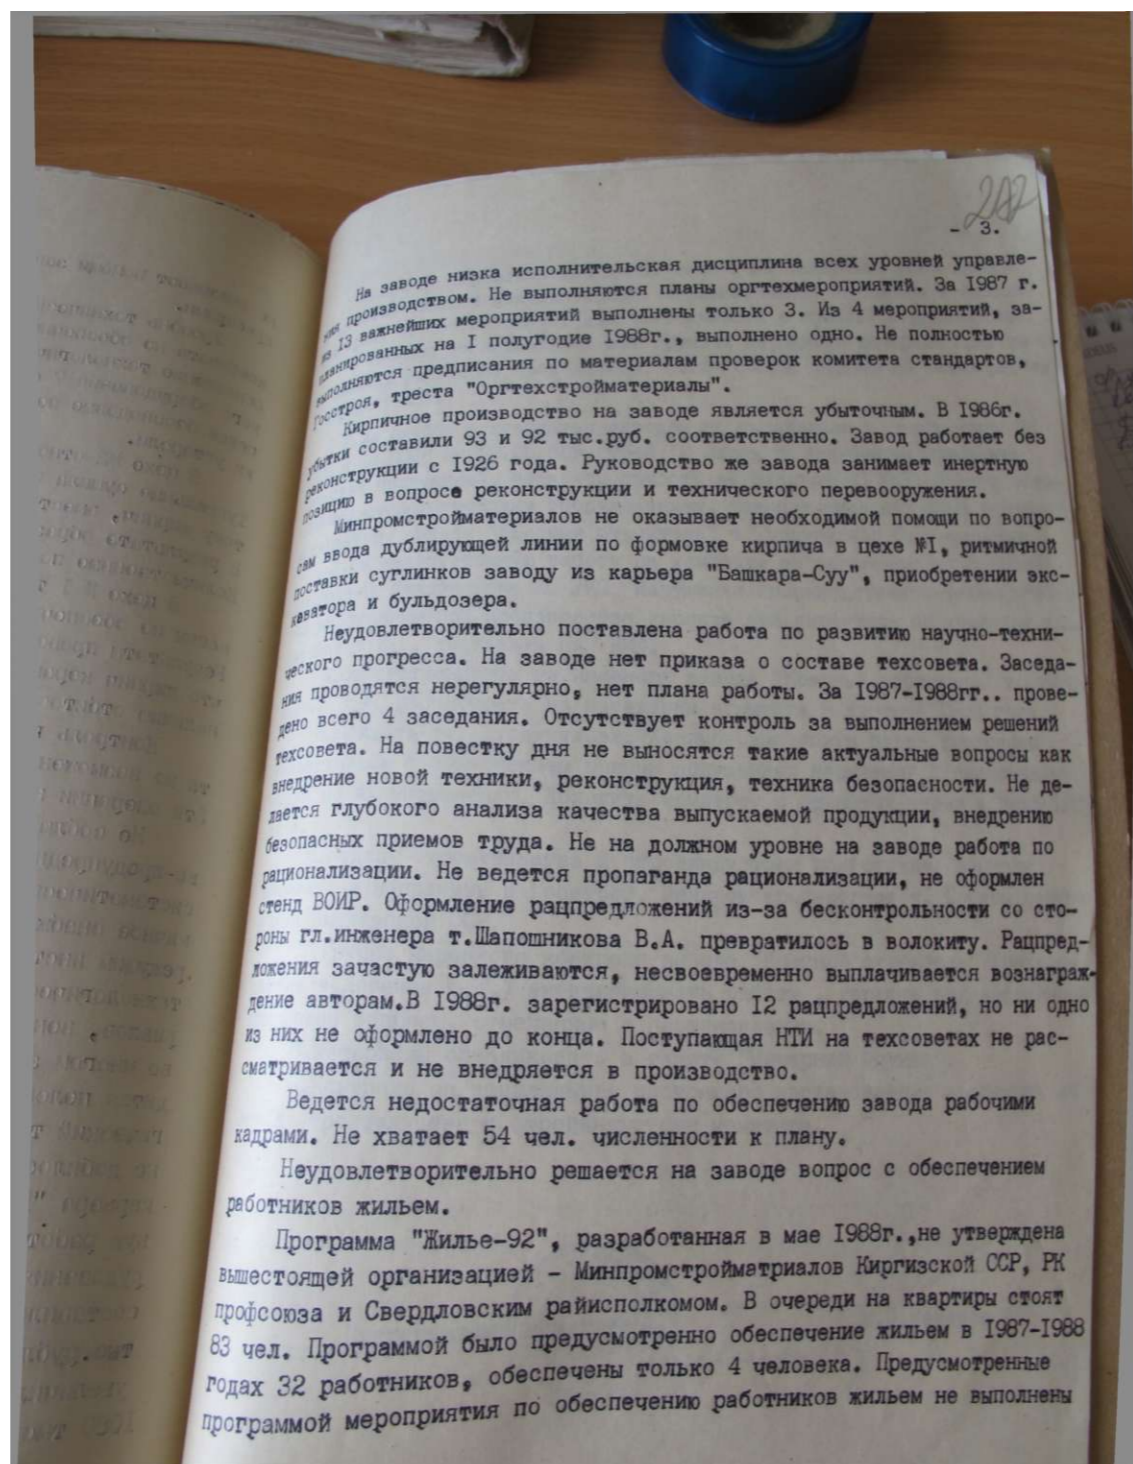 202
- 3.
На заводе низка исполнительская дисциплина всех уровней управле-
ния производством. Не выполняются планы оргтехмероприятий. За 1987 г.
из 13 важнейших мероприятий выполнены только 3. Из 4 мероприятий, за-
планированных на I полугодие 1988г., выполнено одно. Не полностью
выполняются предписания по материалам проверок комитета стандартов,
Госстроя, треста "Оргтехстройматериалы".
Кирпичное производство на заводе является убыточным. В 1986г.
убытки составили 93 и 92 тыс.руб. соответственно. Завод работает без
реконструкции с 1926 года. Руководство же завода занимает инертную
позицию в вопросе реконструкции и технического перевооружения.
Минпромстройматериалов не оказывает необходимой помощи по вопро-
сам ввода дублирующей линии по формовке кирпича в цехе №I, ритмичной
поставки суглинков заводу из карьера "Башкара-Суу", приобретении экс-
каватора и бульдозера.
Неудовлетворительно поставлена работа по развитию научно-техни-
ческого прогресса. На заводе нет приказа о составе техсовета. Заседа-
ния проводятся нерегулярно, нет плана работы. За 1987-1988гг.. прове-
дено всего 4 заседания. Отсутствует контроль за выполнением решений
техсовета. На повестку дня не выносятся такие актуальные вопросы как
внедрение новой техники, реконструкция, техника безопасности. Не де-
лается глубокого анализа качества выпускаемой продукции, внедрению
безопасных приемов труда. Не на должном уровне на заводе работа по
рационализации. Не ведется пропаганда рационализации, не оформлен
стенд ВОИР. Оформление рацпредложений из-за бесконтрольности со сто-
роны гл.инженера т.Шапошникова В.А. превратилось в волокиту. Рацпред-
ложения зачастую залеживаются, несвоевременно выплачивается вознаграж-
дение авторам.В 1988г. зарегистрировано 12 рацпредложений, но ни одно
из них не оформлено до конца. Поступающая НТИ на техсоветах не рас-
сматривается и не внедряется в производство.
Ведется недостаточная работа по обеспечению завода рабочими
кадрами. Не хватает 54 чел. численности к плану.
Неудовлетворительно решается на заводе вопрос с обеспечением
работников жильем.
Программа "Жилье-92", разработанная в мае 1988г.,не утверждена
вышестоящей организацией - Минпромстройматриалов Киргизской ССР, РК
профсоюза и Свердловским райисполкомом. В очереди на квартиры стоят
83 чел. Программой было предусмотренно обеспечение жильем в 1987-1988
годах 32 работников, обеспечены только 4 человека. Предусмотренные
программой мероприятия по обеспечению работников жильем не выполнены